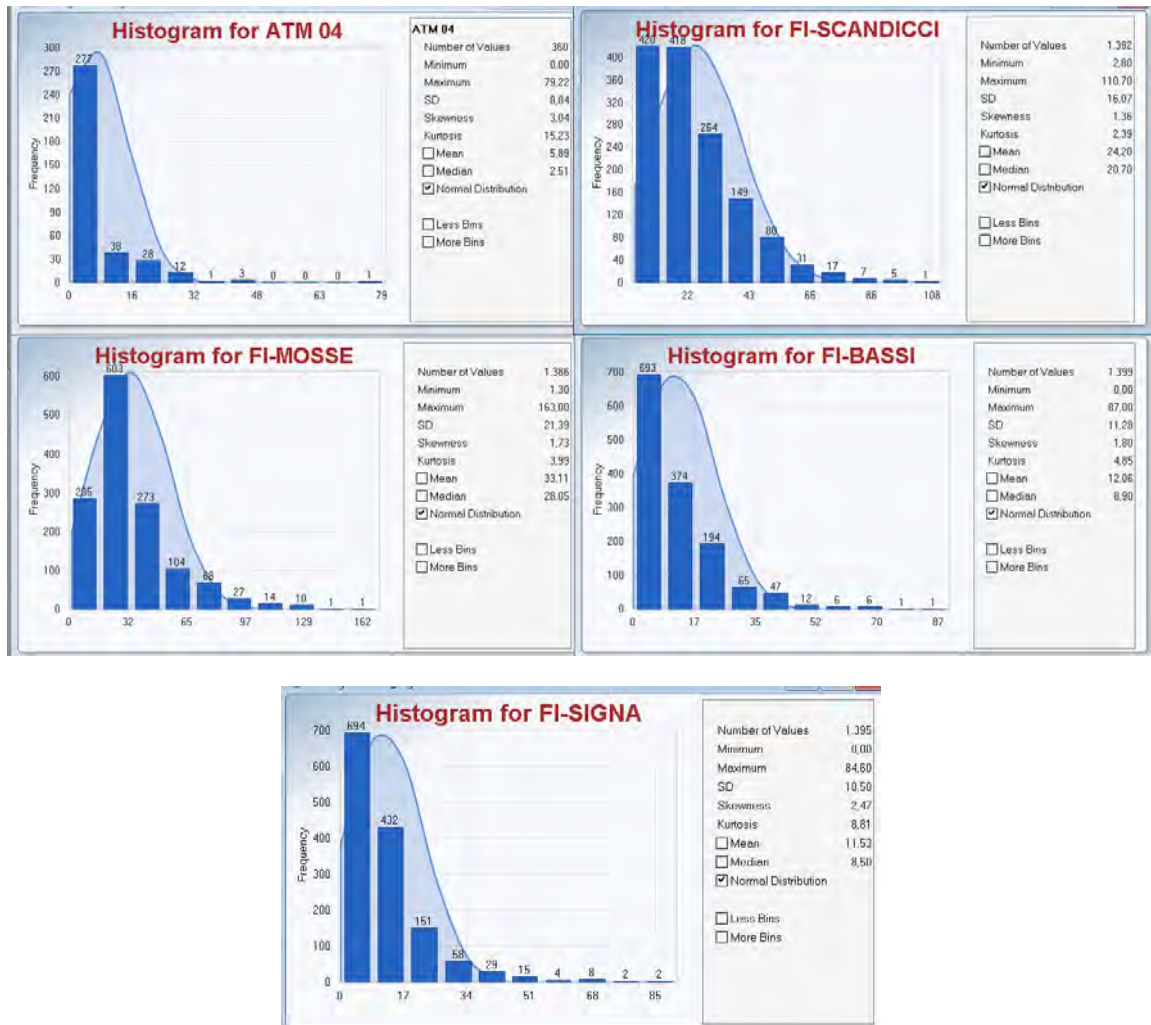 Histogram for ATM 04
Frequency
300
270
240
210
180
150
120
90
60
30
0
277
38
28
12
1
3
0
0
0
1
0 16 32 48 63 79
ATM 04
Number of Values 360
Minimum 0.00
Maximum 79,22
SD 8,84
Skewness 3,04
Kurtosis 15,23
Mean 5,89
Median 2.51
Normal Distribution
Less Bins
More Bins
Histogram for FI-SCANDICCI
Frequency
400
360
320
280
240
200
160
120
80
40
0
420
418
264
149
80
31
17
7
5
1
22 43 65 86 108
Number of Values 1.392
Minimum 2,80
Maximum 110,70
SD 16,07
Skewness 1,36
Kurtosis 2,39
Mean 24,20
Median 20,70
Normal Distribution
Less Bins
More Bins
Histogram for FI-MOSSE
Frequency
600
500
400
300
200
100
0
285
603
273
104
68
27
14
10
1
1
0 32 65 97 129 162
Number of Values 1.386
Minimum 1,30
Maximum 163,00
SD 21,39
Skewness 1,73
Kurtosis 3,99
Mean 33,11
Median 28,05
Normal Distribution
Less Bins
More Bins
Histogram for FI-BASSI
Frequency
700
600
500
400
300
200
100
0
693
374
194
65
47
12
6
6
1
1
0 17 35 52 70 87
Number of Values 1.399
Minimum 0,00
Maximum 87,00
SD 11,28
Skewness 1,80
Kurtosis 4,85
Mean 12,06
Median 8,90
Normal Distribution
Less Bins
More Bins
Histogram for FI-SIGNA
Frequency
700
600
500
400
300
200
100
0
694
432
151
58
29
15
4
8
2
2
0 17 34 51 68 85
Number of Values 1.395
Minimum 0,00
Maximum 84,60
SD 10,50
Skewness 2,47
Kurtosis 8,81
Mean 11,53
Median 8,50
Normal Distribution
Less Bins
More Bins